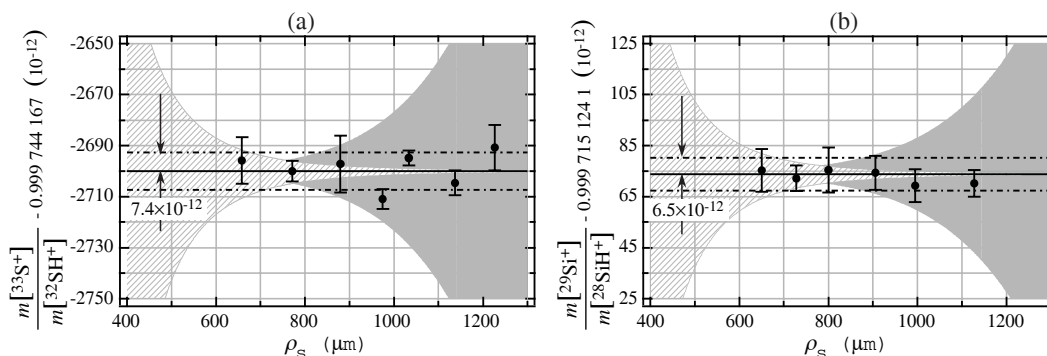 (a)
m[³³S⁺]
m[³²SH⁺]
- 0.999 744 167 (10⁻¹²)
-2650
-2670
-2690
-2710
-2730
-2750
7.4×10⁻¹²
400
600
800
1000
1200
ρₛ (μm)
(b)
m[²⁹Si⁺]
m[²⁸SiH⁺]
- 0.999 715 124 1 (10⁻¹²)
125
105
85
65
45
25
6.5×10⁻¹²
400
600
800
1000
1200
ρₛ (μm)